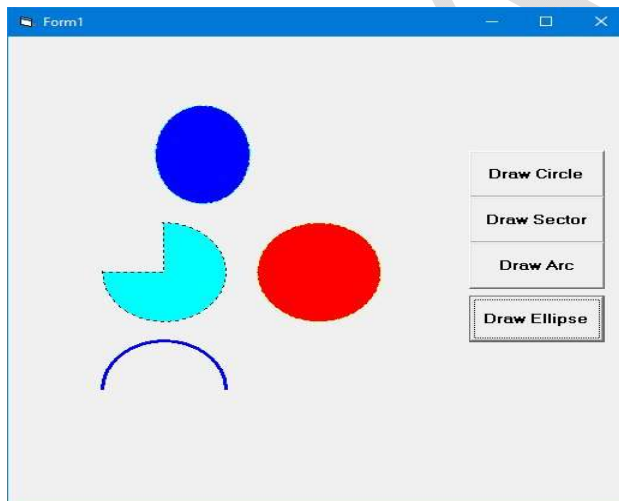 Form1
Draw Circle
Draw Sector
Draw Arc
Draw Ellipse